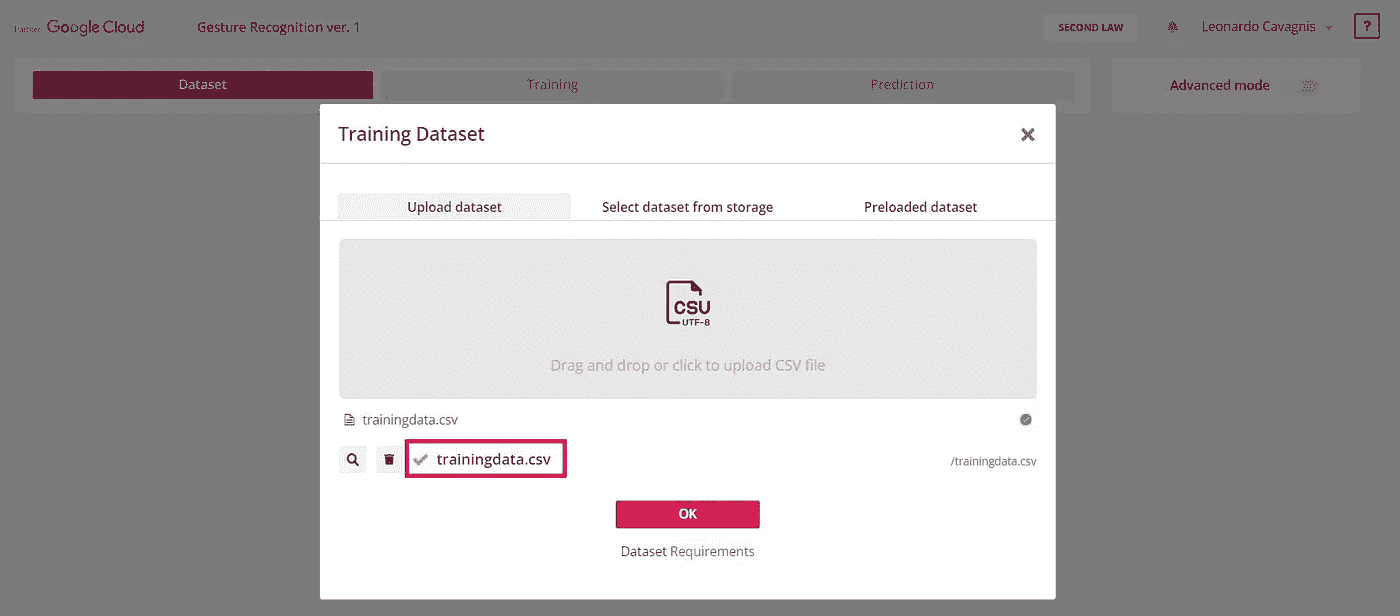 Partner Google Cloud Gesture Recognition ver. 1 SECOND LAW Leonardo Cavagnis ?
Dataset Training Prediction Advanced mode
Training Dataset
Upload dataset Select dataset from storage Preloaded dataset
CSV
UTF-8
Drag and drop or click to upload CSV file
trainingdata.csv
trainingdata.csv /trainingdata.csv
OK
Dataset Requirements